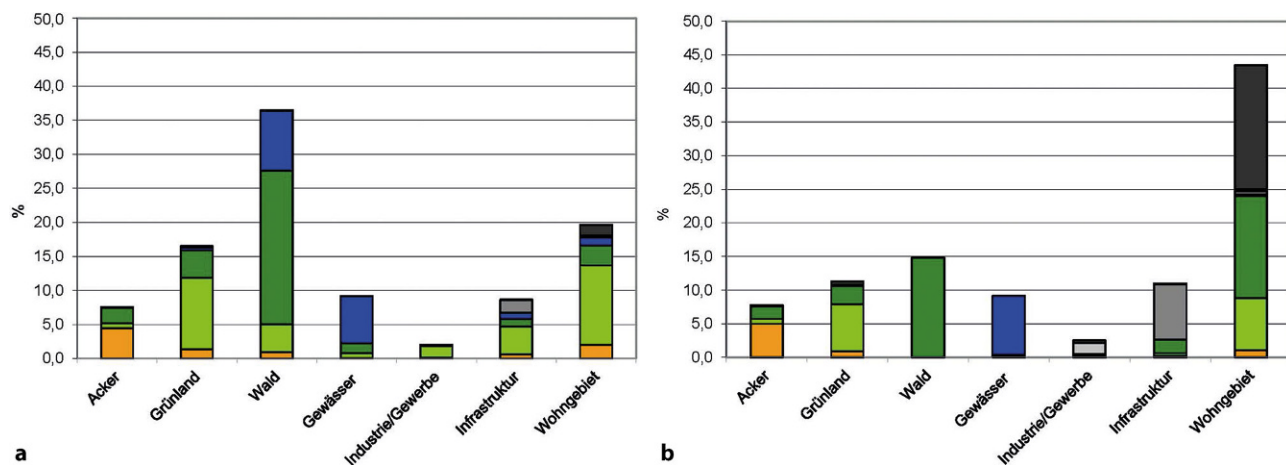 50,0
45,0
40,0
35,0
30,0
25,0
20,0
15,0
10,0
5,0
0,0
%
Acker
Grünland
Wald
Gewässer
Industrie/Gewerbe
Infrastruktur
Wohngebiet
a
50,0
45,0
40,0
35,0
30,0
25,0
20,0
15,0
10,0
5,0
0,0
%
Acker
Grünland
Wald
Gewässer
Industrie/Gewerbe
Infrastruktur
Wohngebiet
b